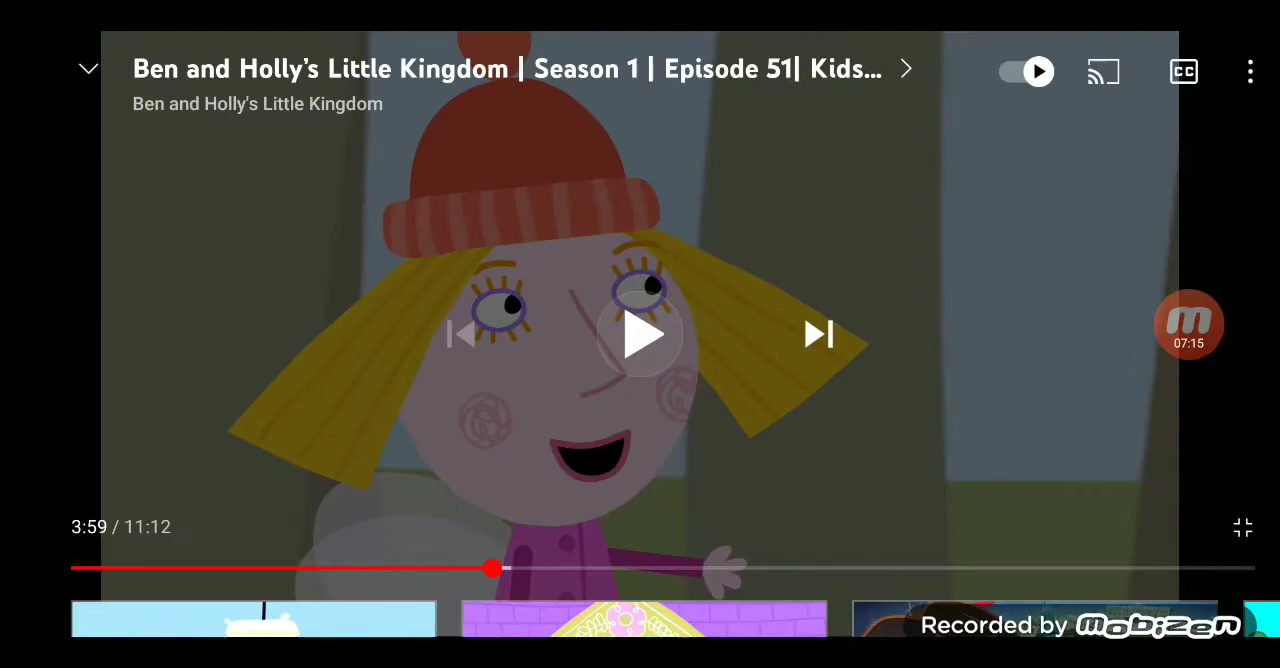 Ben and Holly's Little Kingdom | Season 1 | Episode 51| Kids...
Ben and Holly's Little Kingdom
CC
07:15
3:59 / 11:12
Recorded by mobizen